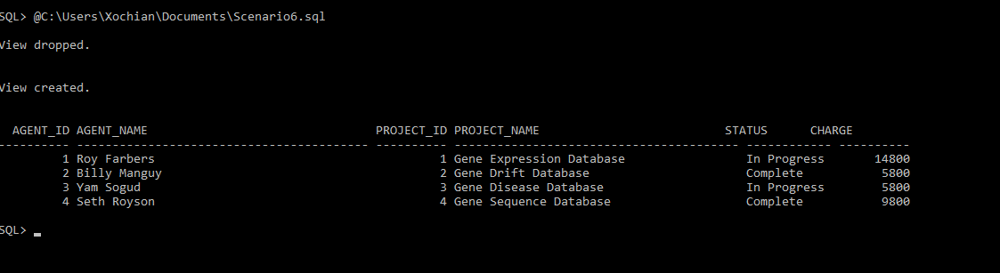 SQL> @C:\Users\Xochian\Documents\Scenario6.sql
View dropped.
View created.
AGENT_ID AGENT_NAME PROJECT_ID PROJECT_NAME STATUS CHARGE
---------- ---------------------------------------- ---------- ---------------------------------------- ------------ ----------
1 Roy Farbers 1 Gene Expression Database In Progress 14800
2 Billy Manguy 2 Gene Drift Database Complete 5800
3 Yam Sogud 3 Gene Disease Database In Progress 5800
4 Seth Royson 4 Gene Sequence Database Complete 9800
SQL>